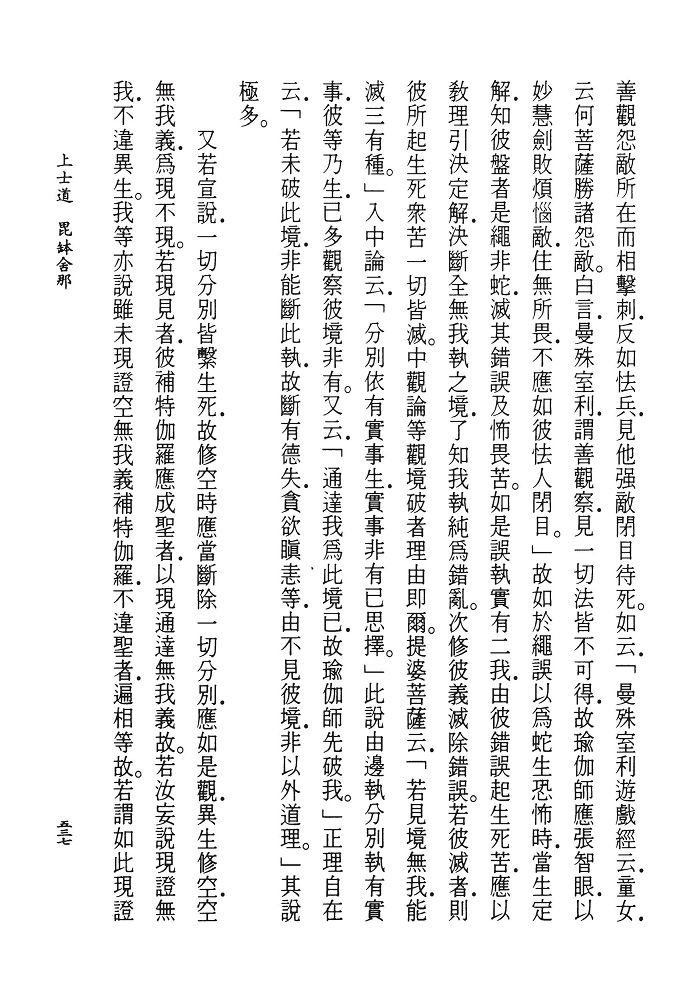 善觀怨敵所在而相擊刺．反如怯兵．見他强敵閉目待死。如云．「曼殊室利遊戲經云．童女．
云何菩薩勝諸怨敵。白言．曼殊室利．謂善觀察．見一切法皆不可得．故瑜伽師應張智眼．以
妙慧劍敗煩惱敵．住無所畏．不應如彼怯人閉目。」故如於繩誤以爲蛇生恐怖時．當生定
解．知彼盤者是繩非蛇．滅其錯誤及怖畏苦。如是誤執實有二我．由彼錯誤起生死苦．應以
教理引決定解．決斷全無我執之境．了知我執純爲錯亂。次修彼義滅除錯誤。若彼滅者．則
彼所起生死衆苦一切皆滅。中觀論等觀境破者理由即爾。提婆菩薩云．「若見境無我．能
滅三有種。」入中論云．「分別依有實事生．實事非有已思擇。」此說由邊執分別執有實
事．彼等乃生．已多觀察彼境非有。又云．「通達我爲此境已．故瑜伽師先破我。」正理自在
云．「若未破此境．非能斷此執．故斷有德失．貪欲瞋恚等．由不見彼境．非以外道理。」其說
極多。
又若宣說．一切分別皆繫生死．故修空時應當斷除一切分別．應如是觀．異生修空．空
無我義．爲現不現。若現見者．彼補特伽羅應成聖者．以現通達無我義故。若汝妄說現證無
我．不違異生。我等亦說雖未現證空無我義補特伽羅．不違聖者．遍相等故。若謂如此現證
上士道 毘鉢舍那
五三七